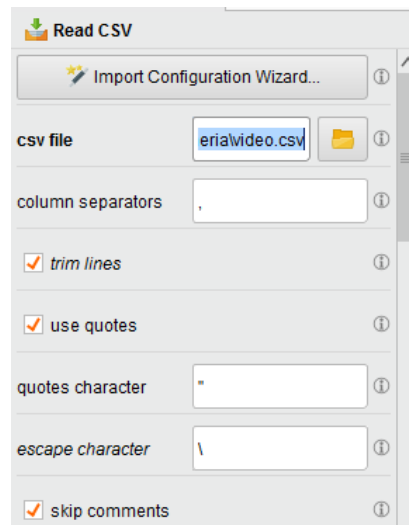 Read CSV
Import Configuration Wizard...
csv file eria\video.csv
column separators ,
trim lines
use quotes
quotes character "
escape character \
skip comments